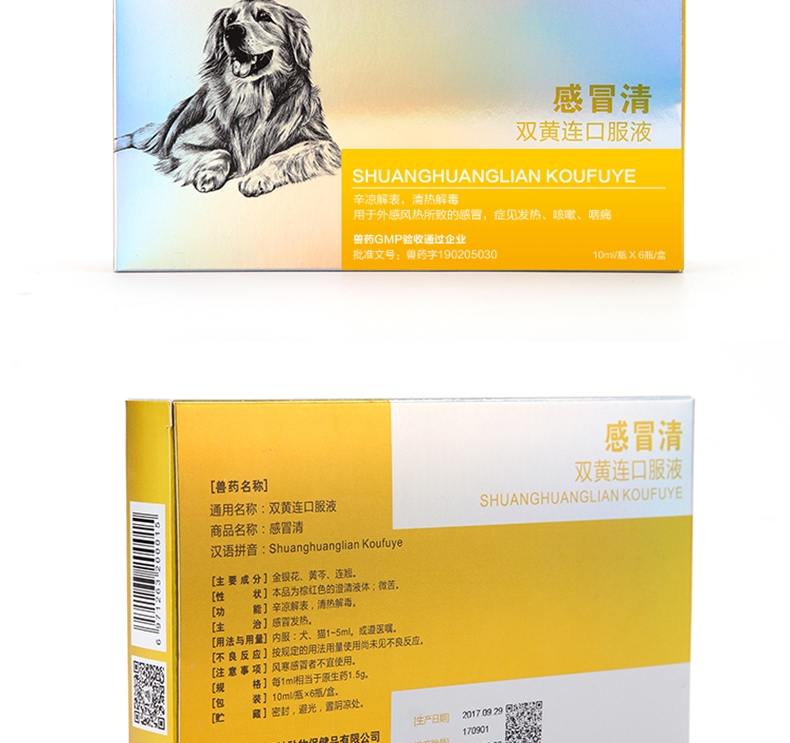 感冒清
双黄连口服液
SHUANGHUANGLIAN KOUFUYE
辛凉解表，清热解毒
用于外感风热所致的感冒，症见发热、咳嗽、咽痛
兽药GMP验收通过企业
批准文号：兽药字190205030
10ml/瓶 X 6瓶/盒
感冒清
双黄连口服液
SHUANGHUANGLIAN KOUFUYE
[兽药名称]
通用名称：双黄连口服液
商品名称：感冒清
汉语拼音：Shuanghuanglian Koufuye
[主要成分] 金银花、黄芩、连翘。
[性 状] 本品为棕红色的澄清液体；微苦。
[功 能] 辛凉解表，清热解毒。
[主 治] 感冒发热。
[用法与用量] 内服：犬、猫1~5ml。或遵医嘱。
[不良反应] 按规定的用法用量使用尚未见不良反应。
[注意事项] 风寒感冒者不宜使用。
[规 格] 每1ml相当于原生药1.5g。
[包 装] 10ml/瓶×6瓶/盒。
[贮 藏] 密封，避光，置阴凉处。
动物保健品有限公司
[生产日期] 2017.09.29
170901
6 971263 200015